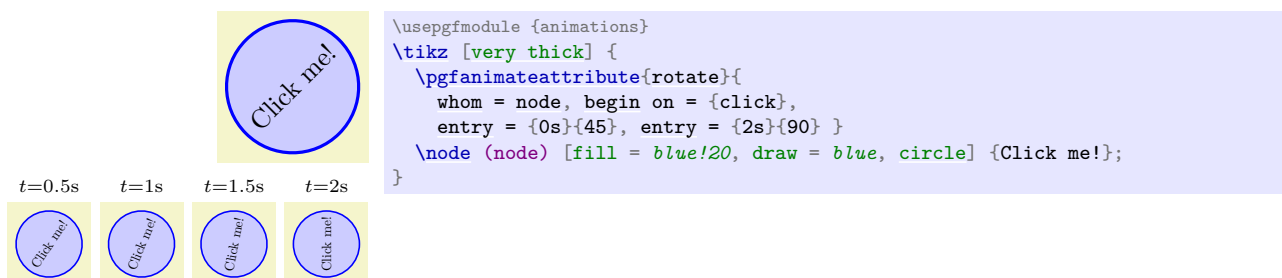 Click me!
\usepgfmodule {animations}
\tikz [very thick] {
\pgfanimateattribute{rotate}{
whom = node, begin on = {click},
entry = {0s}{45}, entry = {2s}{90} }
\node (node) [fill = blue!20, draw = blue, circle] {Click me!};
}
t=0.5s t=1s t=1.5s t=2s
Click me! Click me! Click me! Click me!